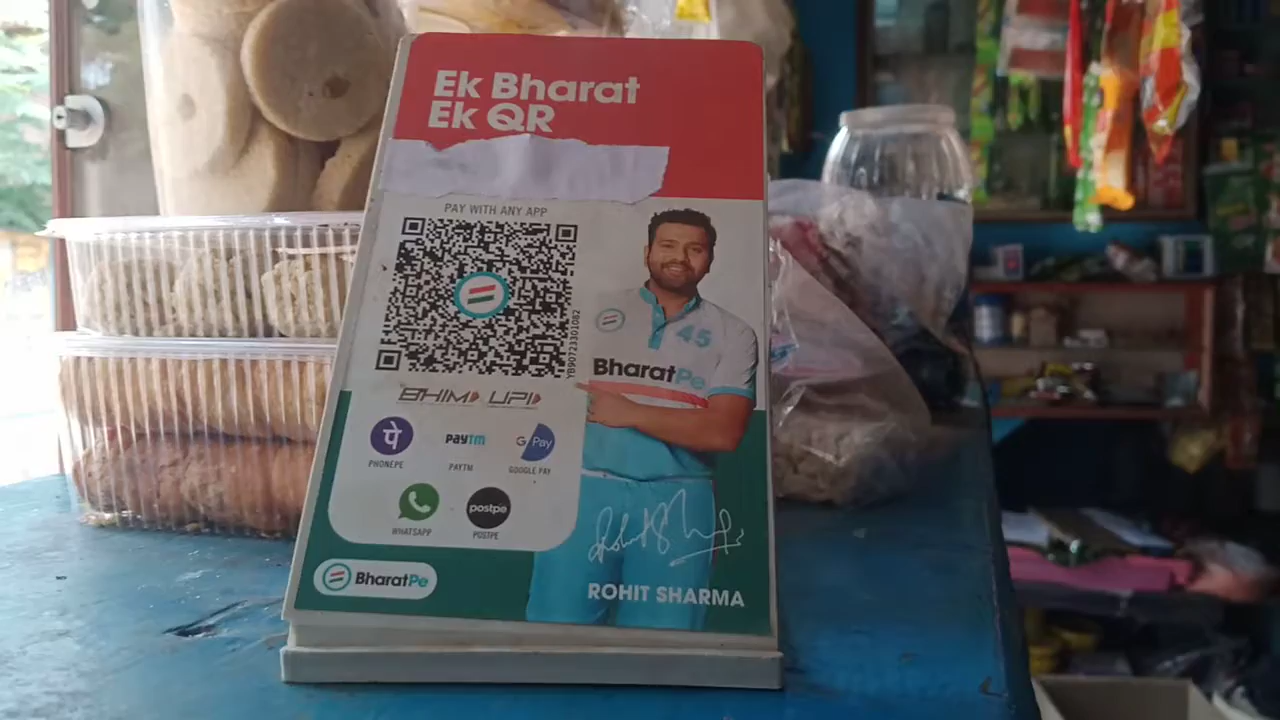 Ek Bharat
Ek QR
PAY WITH ANY APP
YB9072330I082
BHIM UPI
पे
PAYTM
G Pay
PHONEPE
PAYTM
GOOGLE PAY
postpe
WHATSAPP
POSTPE
BharatPe
45
BharatPe
ROHIT SHARMA